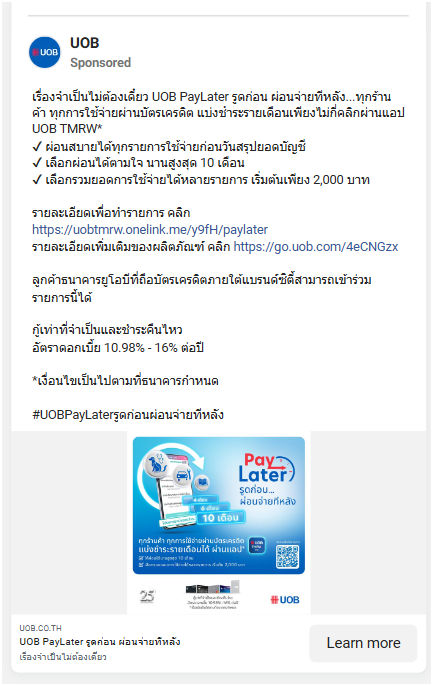 UOB
Sponsored
เรื่องจำเป็นไม่ต้องเดี๋ยว UOB PayLater รูดก่อน ผ่อนจ่ายทีหลัง...ทุกร้าน
ค้า ทุกการใช้จ่ายผ่านบัตรเครดิต แบ่งชำระรายเดือนเพียงไม่กี่คลิกผ่านแอป
UOB TMRW*
✓ ผ่อนสบายได้ทุกรายการใช้จ่ายก่อนวันสรุปยอดบัญชี
✓ เลือกผ่อนได้ตามใจ นานสูงสุด 10 เดือน
✓ เลือกรวมยอดการใช้จ่ายได้หลายรายการ เริ่มต้นเพียง 2,000 บาท
รายละเอียดเพื่อทำรายการ คลิก
https://uobtmrw.onelink.me/y9fH/paylater
รายละเอียดเพิ่มเติมของผลิตภัณฑ์ คลิก https://go.uob.com/4eCNGzx
ลูกค้าธนาคารยูโอบีที่ถือบัตรเครดิตภายใต้แบรนด์ซิตี้สามารถเข้าร่วม
รายการนี้ได้
กู้เท่าที่จำเป็นและชำระคืนไหว
อัตราดอกเบี้ย 10.98% - 16% ต่อปี
*เงื่อนไขเป็นไปตามที่ธนาคารกำหนด
#UOBPayLaterรูดก่อนผ่อนจ่ายทีหลัง
Pay
Later
รูดก่อน...
ผ่อนจ่ายทีหลัง
4 เดือน
6 เดือน
10 เดือน
ทุกร้านค้า ทุกการใช้จ่ายผ่านบัตรเครดิต
แบ่งชำระรายเดือนได้ ผ่านแอป*
25
UOB
UOB.CO.TH
UOB PayLater รูดก่อน ผ่อนจ่ายทีหลัง
เรื่องจำเป็นไม่ต้องเดี๋ยว
Learn more